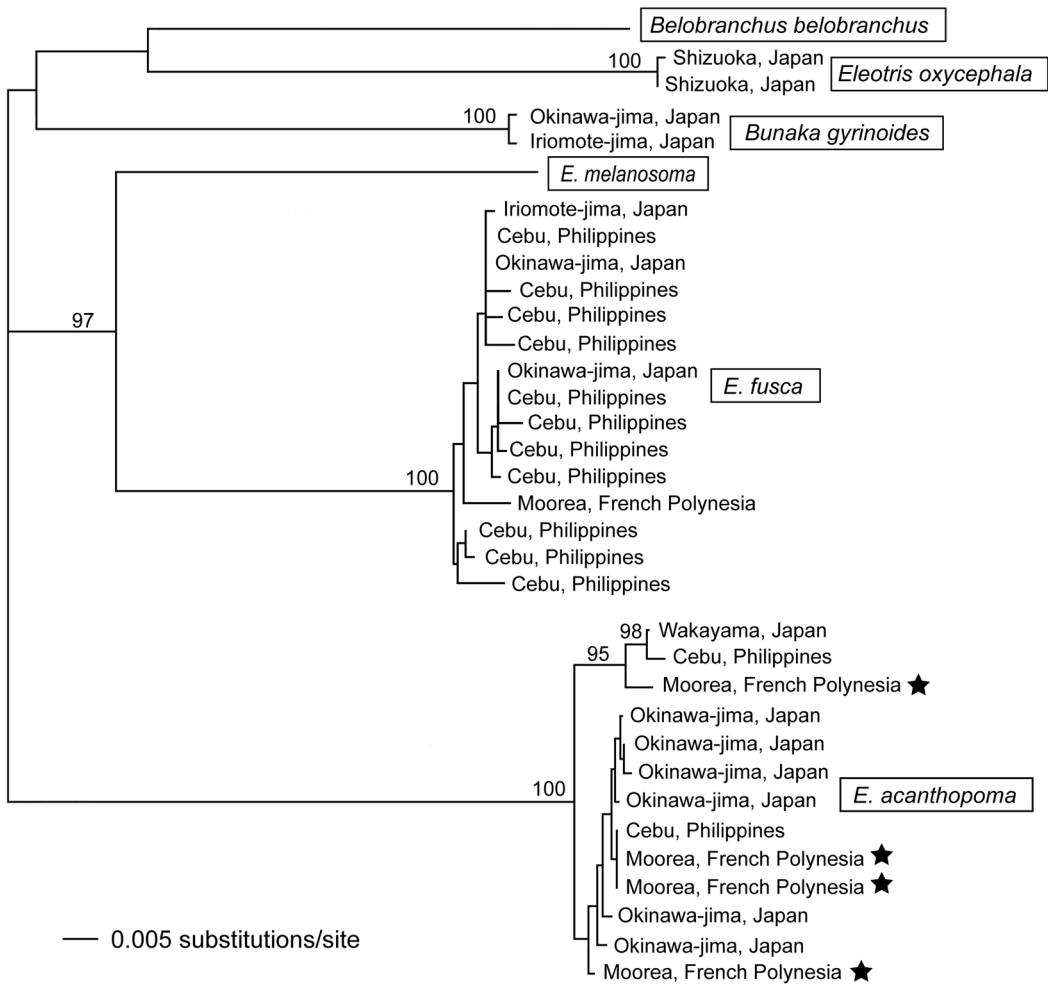 Belobranchus belobranchus
100
Shizuoka, Japan
Shizuoka, Japan
Eleotris oxycephala
100
Okinawa-jima, Japan
Iriomote-jima, Japan
Bunaka gyrinoides
E. melanosoma
97
Iriomote-jima, Japan
Cebu, Philippines
Okinawa-jima, Japan
Cebu, Philippines
Cebu, Philippines
Cebu, Philippines
Okinawa-jima, Japan
Cebu, Philippines
E. fusca
Cebu, Philippines
Cebu, Philippines
Cebu, Philippines
100
Moorea, French Polynesia
Cebu, Philippines
Cebu, Philippines
Cebu, Philippines
98
Wakayama, Japan
95
Cebu, Philippines
Moorea, French Polynesia
Okinawa-jima, Japan
Okinawa-jima, Japan
Okinawa-jima, Japan
100
Okinawa-jima, Japan
E. acanthopoma
Cebu, Philippines
Moorea, French Polynesia
Moorea, French Polynesia
Okinawa-jima, Japan
Okinawa-jima, Japan
Moorea, French Polynesia
0.005 substitutions/site